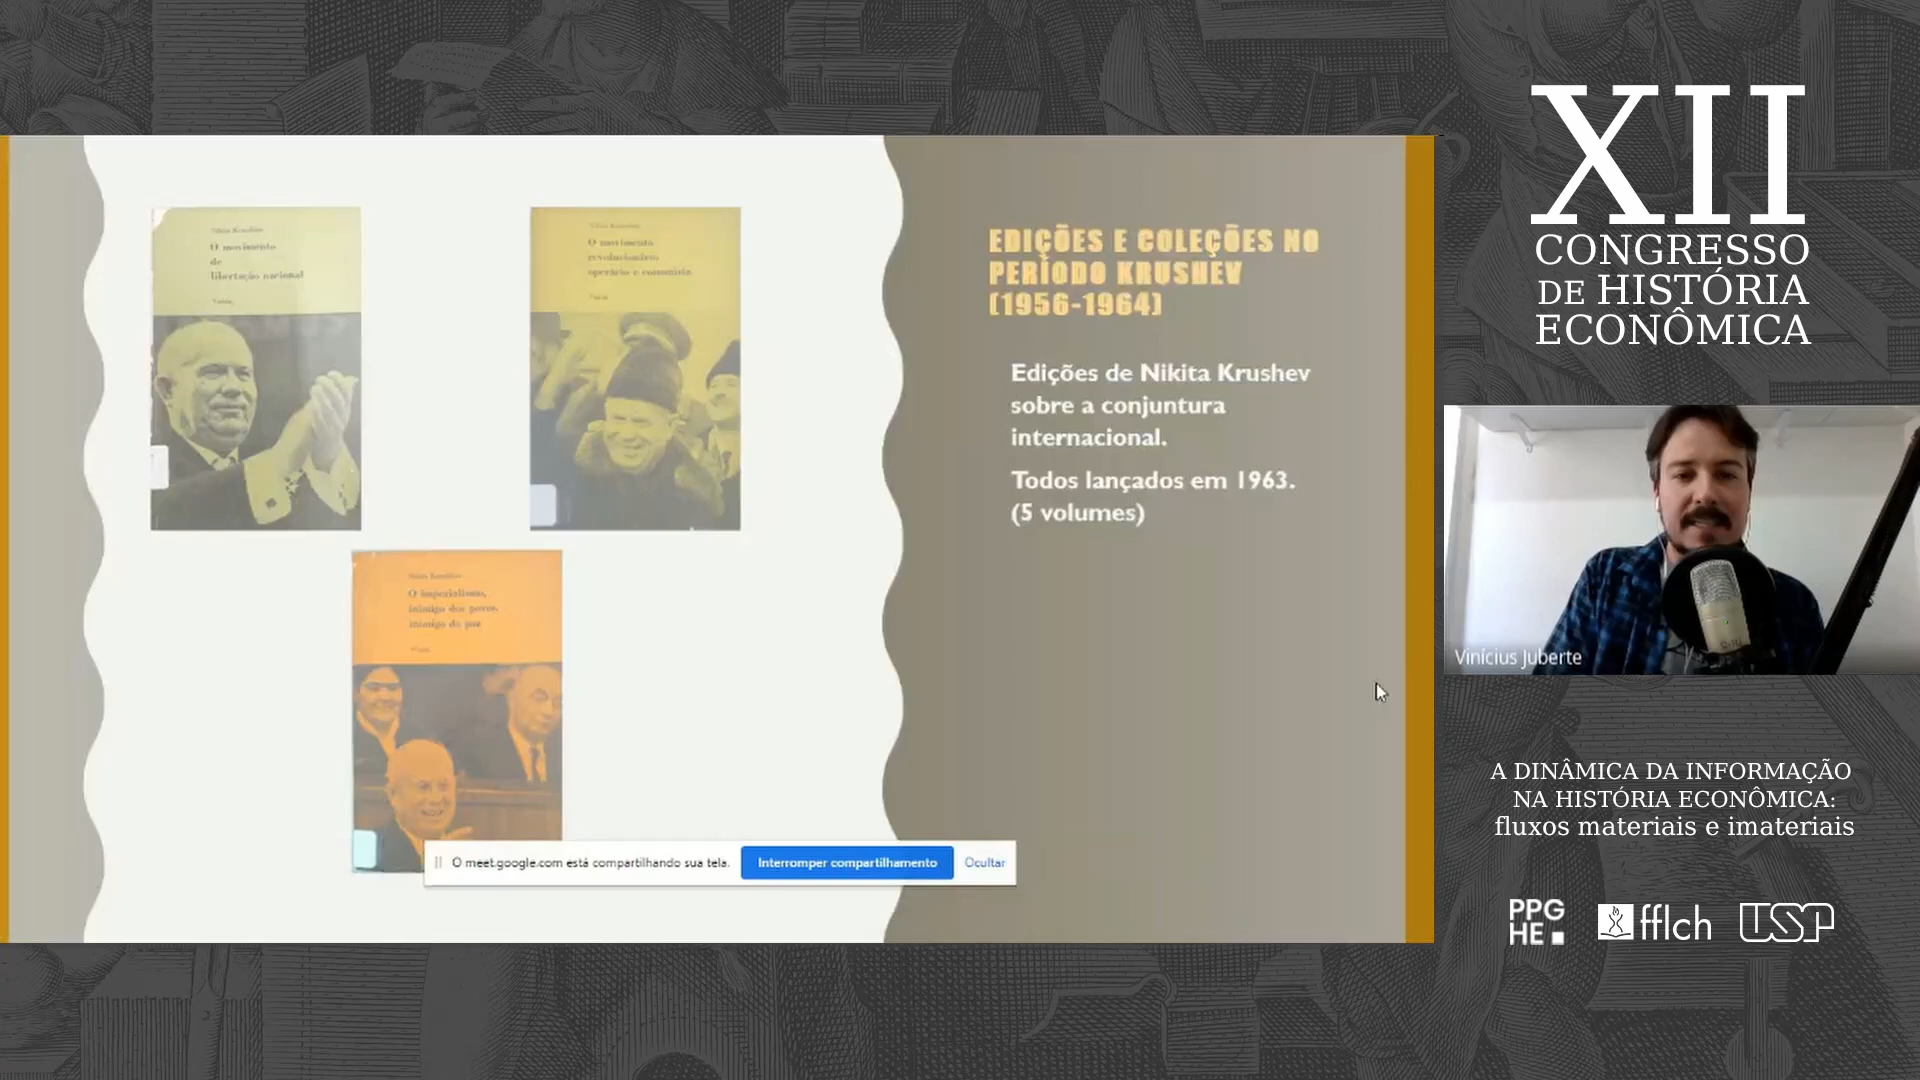 Nikita Kruschiov
O movimento
de
libertação nacional
Vitória
O movimento
revolucionário,
operário e comunista
O imperialismo,
inimigo dos povos,
inimigo da paz
EDIÇÕES E COLEÇÕES NO
PERÍODO KRUSHEV
(1956-1964)
Edições de Nikita Krushev
sobre a conjuntura
internacional.
Todos lançados em 1963.
(5 volumes)
O meet.google.com está compartilhando sua tela.
Interromper compartilhamento
Ocultar
XII
CONGRESSO
DE HISTÓRIA
ECONÔMICA
Vinícius Juberte
A DINÂMICA DA INFORMAÇÃO
NA HISTÓRIA ECONÔMICA:
fluxos materiais e imateriais
PPG
HE
fflch
USP